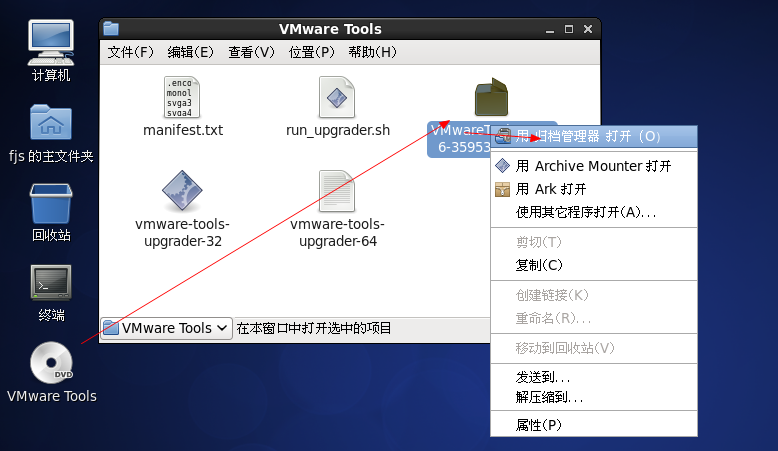 计算机
fjs 的主文件夹
回收站
终端
DVD
VMware Tools
VMware Tools
文件(F) 编辑(E) 查看(V) 位置(P) 帮助(H)
.enco
monol
svga3
svga4
manifest.txt
run_upgrader.sh
6-35953
vmware-tools-
upgrader-32
vmware-tools-
upgrader-64
VMware Tools
在本窗口中打开选中的项目
用 归档管理器 打开 (O)
用 Archive Mounter 打开
用 Ark 打开
使用其它程序打开(A)...
剪切(T)
复制(C)
创建链接(K)
重命名(R)...
移动到回收站(V)
发送到...
解压缩到...
属性(P)